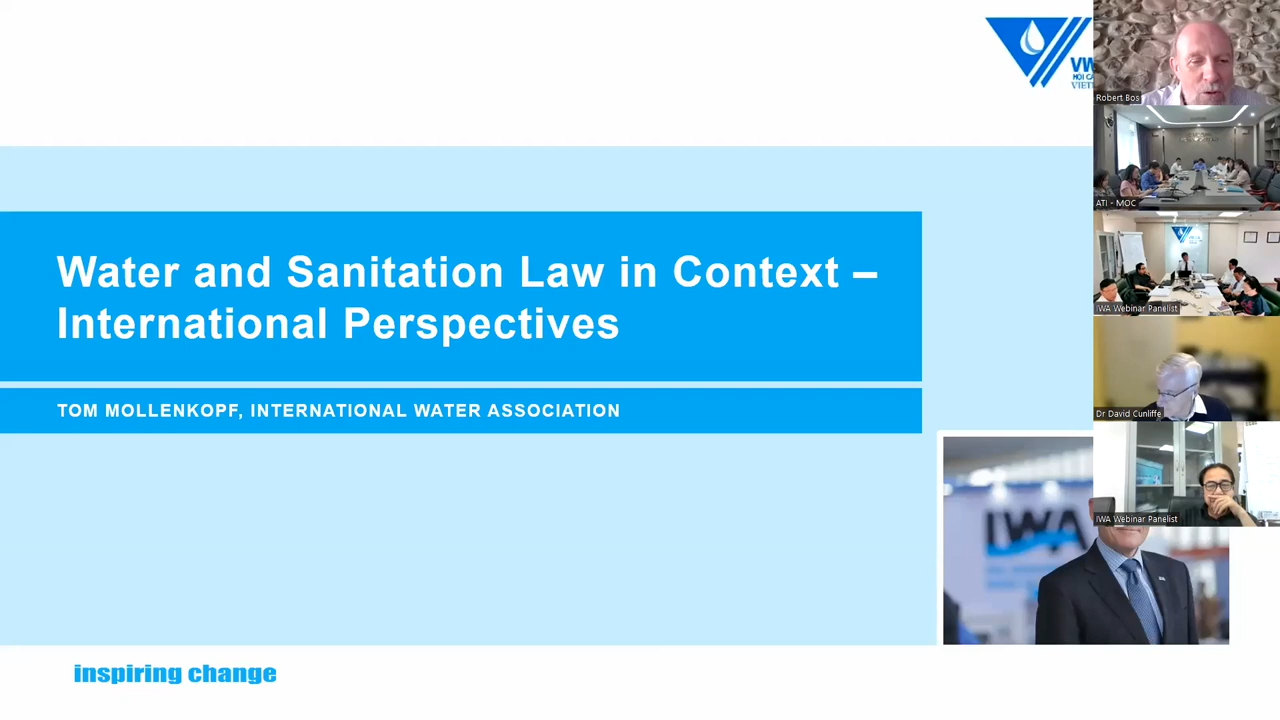 Water and Sanitation Law in Context –
International Perspectives
TOM MOLLENKOPF, INTERNATIONAL WATER ASSOCIATION
inspiring change
IWA
Robert Bos
ATI - MOC
IWA Webinar Panelist
Dr David Cunliffe
IWA Webinar Panelist